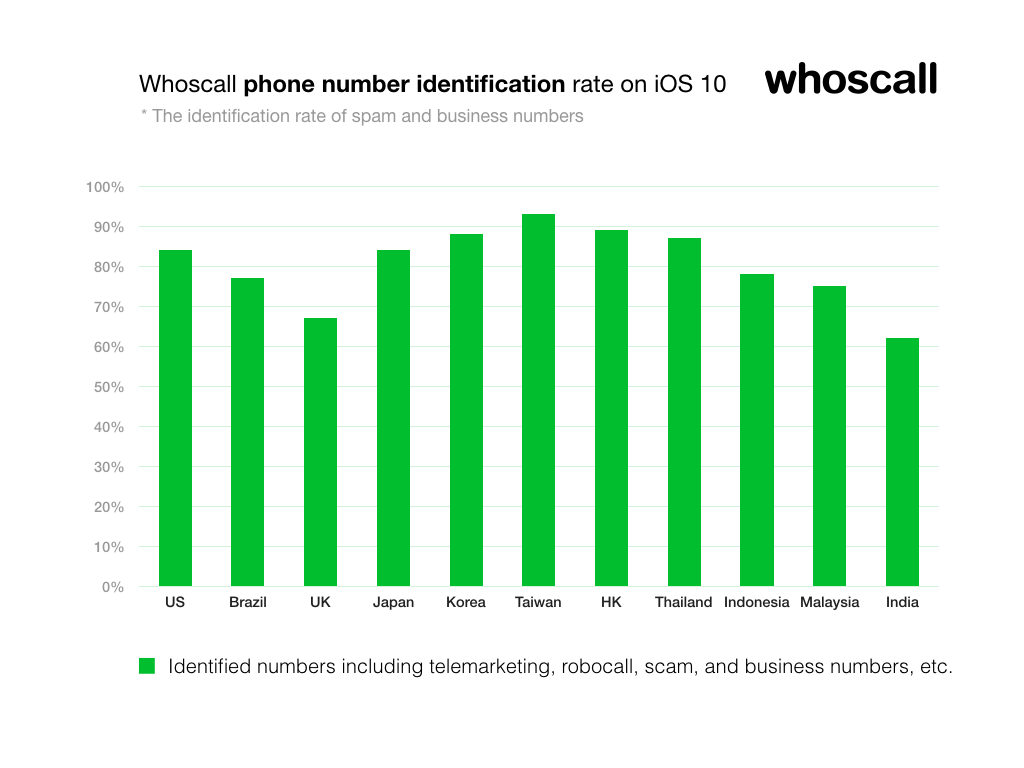 Whoscall phone number identification rate on iOS 10
whoscall
* The identification rate of spam and business numbers
100%
90%
80%
70%
60%
50%
40%
30%
20%
10%
0%
US Brazil UK Japan Korea Taiwan HK Thailand Indonesia Malaysia India
Identified numbers including telemarketing, robocall, scam, and business numbers, etc.